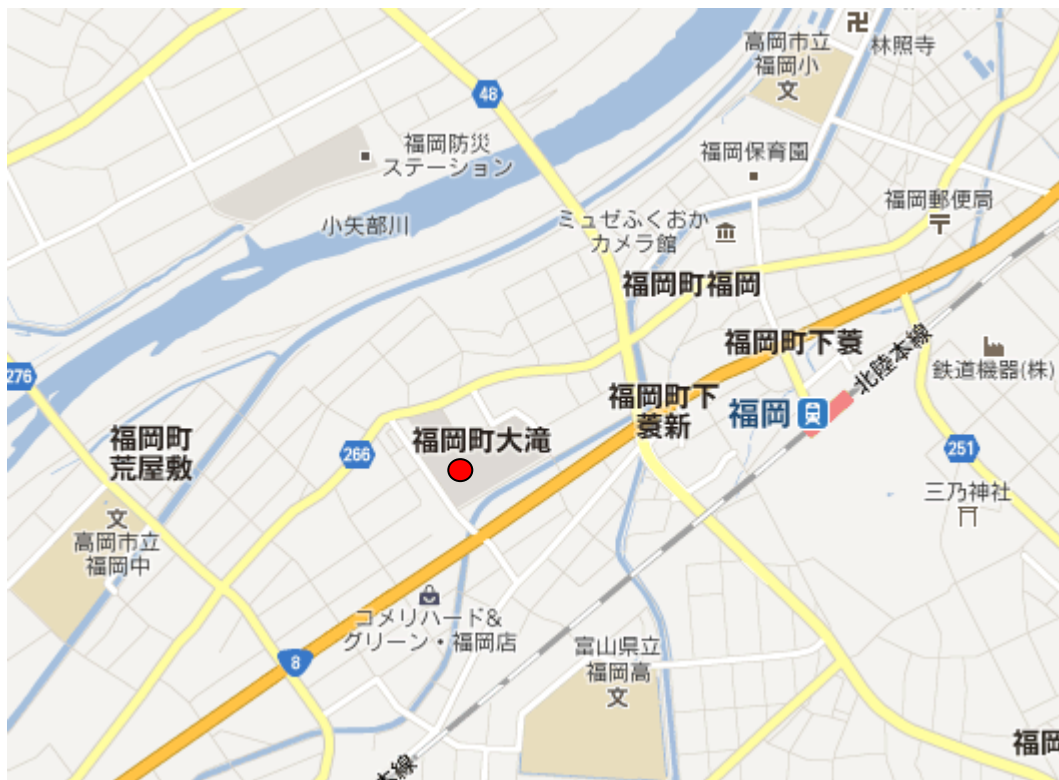 高岡市立
福岡小
文
林照寺
48
福岡防災
ステーション
福岡保育園
福岡郵便局
小矢部川
ミュゼふくおか
カメラ館
福岡町福岡
福岡町下蓑
北陸本線
鉄道機器(株)
276
福岡町下
蓑新
福岡
福岡町
荒屋敷
266
福岡町大滝
251
三乃神社
文
高岡市立
福岡中
コメリハード&
グリーン・福岡店
8
富山県立
福岡高
文
福岡
本線